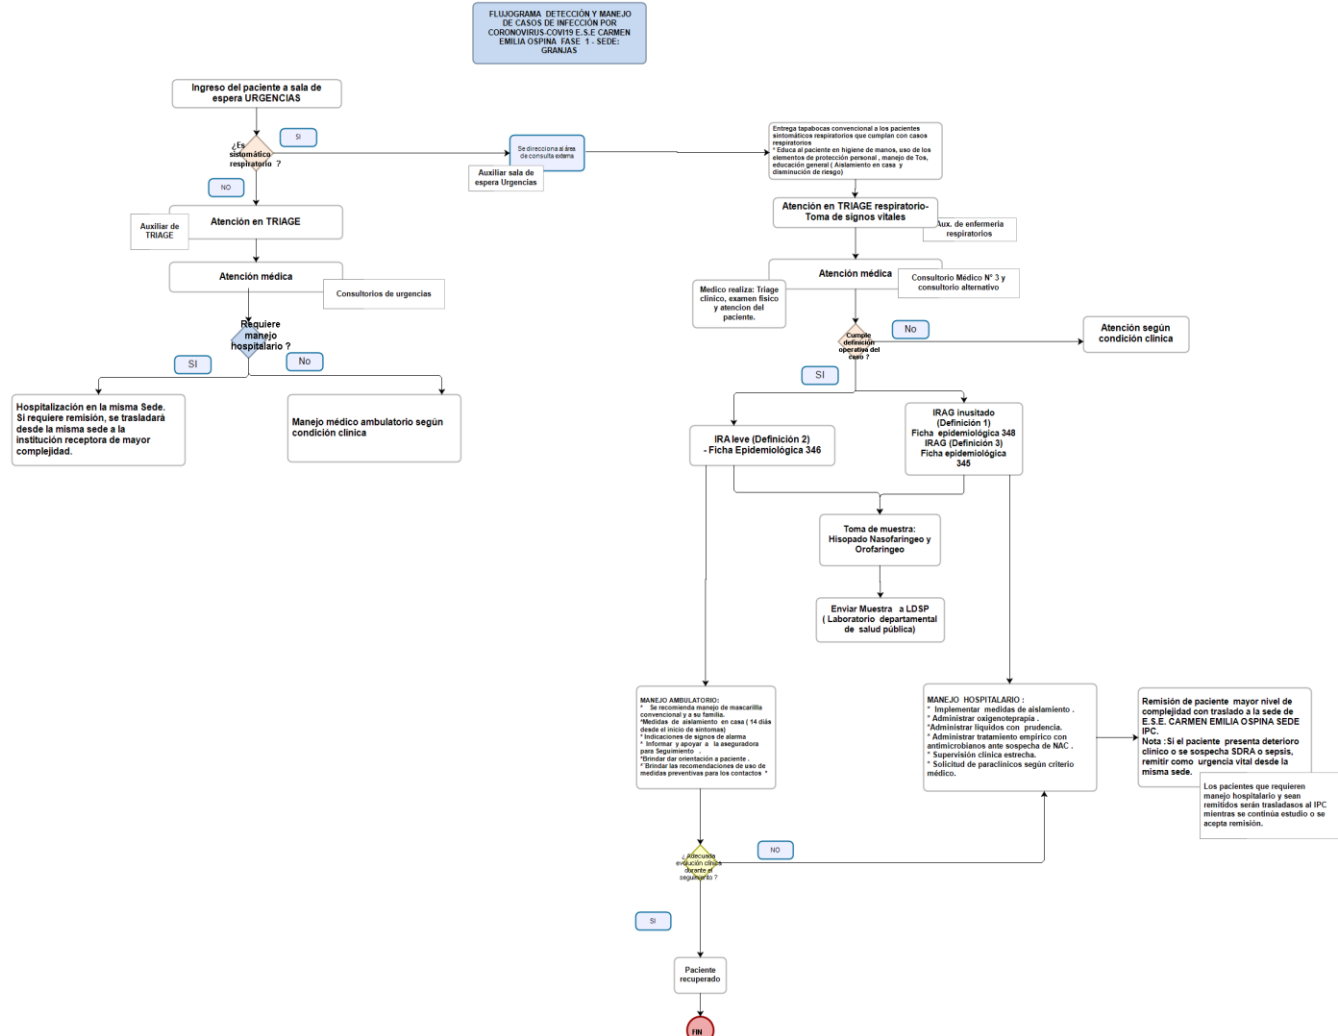 FLUJOGRAMA DETECCIÓN Y MANEJO
DE CASOS DE INFECCIÓN POR
CORONOVIRUS-COVI19 E.S.E CARMEN
EMILIA OSPINA FASE 1 - SEDE:
GRANJAS
Ingreso del paciente a sala de
espera URGENCIAS
¿Es
sistomático
respiratorio ?
SI
Se direcciona al área
de consulta externa
Auxiliar sala de
espera Urgencias
Entrega tapabocas convencional a los pacientes
sintomáticos respiratorios que cumplan con casos
respiratorios
* Educa al paciente en higiene de manos, uso de los
elementos de protección personal , manejo de Tos,
educación general ( Aislamiento en casa y
disminución de riesgo)
NO
Atención en TRIAGE
Auxiliar de
TRIAGE
Atención en TRIAGE respiratorio-
Toma de signos vitales
Aux. de enfermeria
respiratorios
Atención médica
Consultorios de urgencias
Atención médica
Consultorio Médico N° 3 y
consultorio alternativo
Medico realiza: Triage
clínico, examen fisico
y atencion del
paciente.
Requiere
manejo
hospitalario ?
SI
No
Cumple
definición
operativa del
caso ?
No
Atención según
condición clínica
SI
Hospitalización en la misma Sede.
Si requiere remisión, se trasladará
desde la misma sede a la
institución receptora de mayor
complejidad.
Manejo médico ambulatorio según
condición clínica
IRA leve (Definición 2)
- Ficha Epidemiológica 346
IRAG inusitado
(Definición 1)
Ficha epidemiológica 348
IRAG (Definición 3)
Ficha epidemiológica
345
Toma de muestra:
Hisopado Nasofaringeo y
Orofaringeo
Enviar Muestra a LDSP
( Laboratorio departamental
de salud pública)
MANEJO AMBULATORIO:
* Se recomienda manejo de mascarilla
convencional y a su familia.
*Medidas de aislamiento en casa ( 14 diás
desde el inicio de síntomas)
* Indicaciones de signos de alarma
* Informar y apoyar a la aseguradora
para Seguimiento .
*Brindar dar orientación a paciente .
*¨Brindar las recomendaciones de uso de
medidas preventivas para los contactos *
MANEJO HOSPITALARIO :
* Implementar medidas de aislamiento .
* Administrar oxigenoteprapia .
*Administrar líquidos con prudencia.
* Administrar tratamiento empírico con
antimicrobianos ante sospecha de NAC .
* Supervisión clínica estrecha.
* Solicitud de paraclínicos según criterio
médico.
Remisión de paciente mayor nivel de
complejidad con traslado a la sede de
E.S.E. CARMEN EMILIA OSPINA SEDE
IPC.
Nota :Si el paciente presenta deterioro
clínico o se sospecha SDRA o sepsis,
remitir como urgencia vital desde la
misma sede.
Los pacientes que requieren
manejo hospitalario y sean
remitidos serán trasladasos al IPC
mientras se continúa estudio o se
acepta remisión.
¿ Adecuada
evolución clínica
durante el
seguimiento ?
NO
SI
Paciente
recuperado
FIN